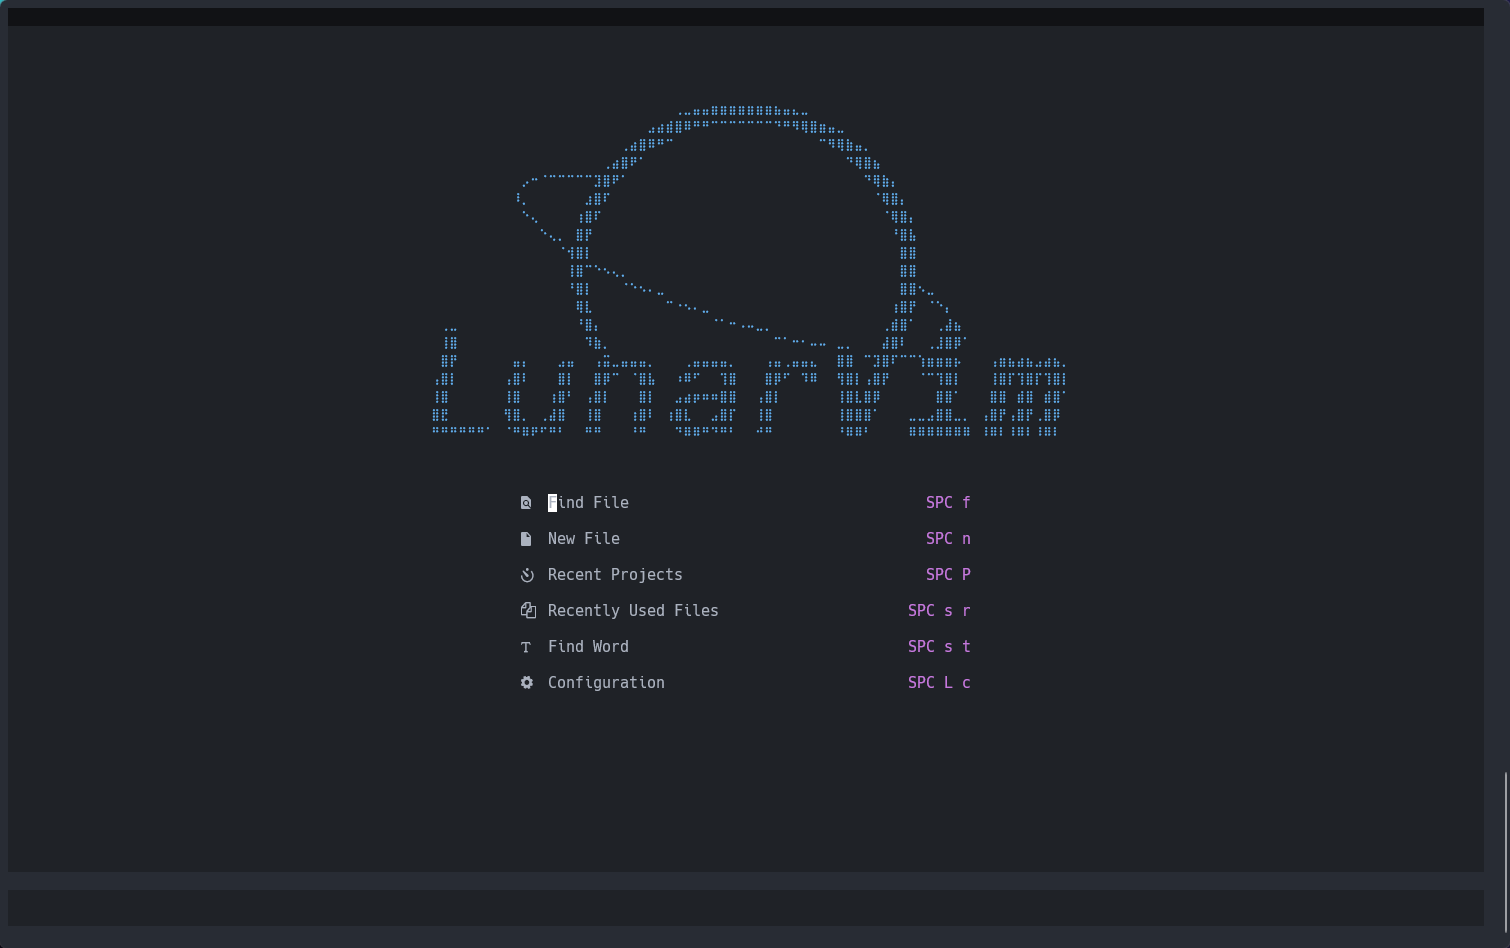 LunarVim
Find File SPC f
New File SPC n
Recent Projects SPC P
Recently Used Files SPC s r
Find Word SPC s t
Configuration SPC L c